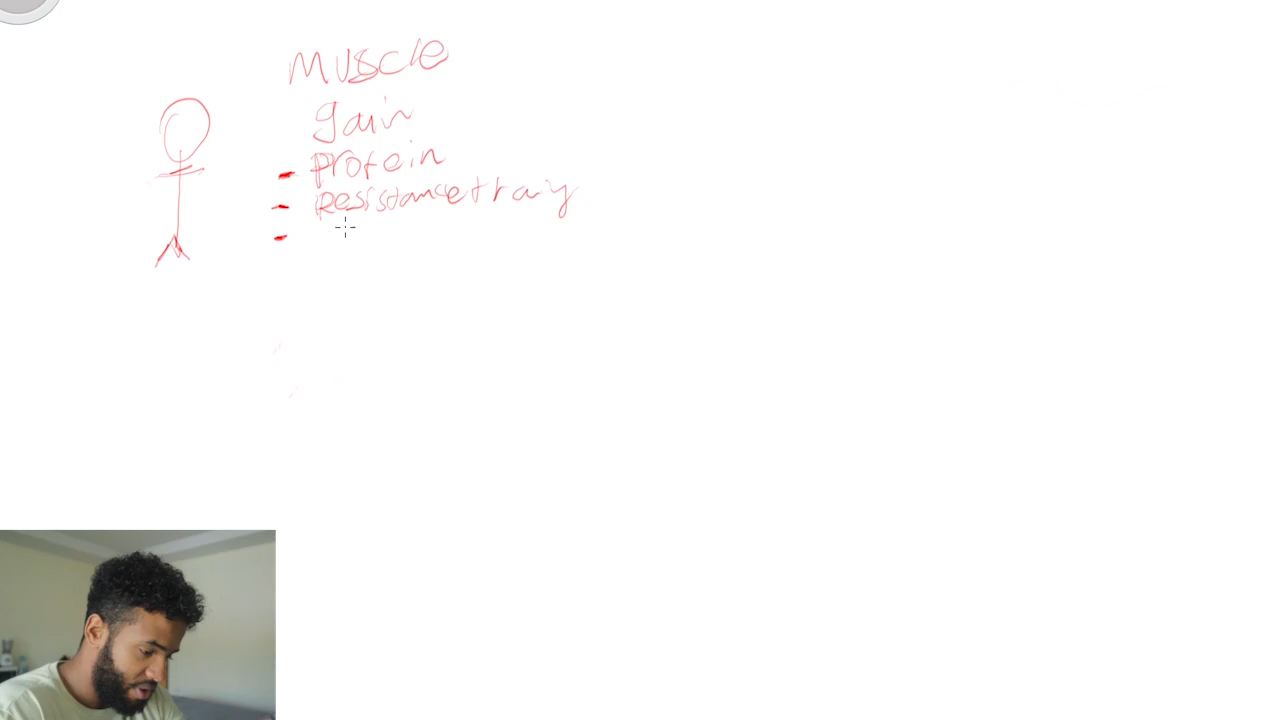 Muscle
gain
- protein
- Resistance training
-